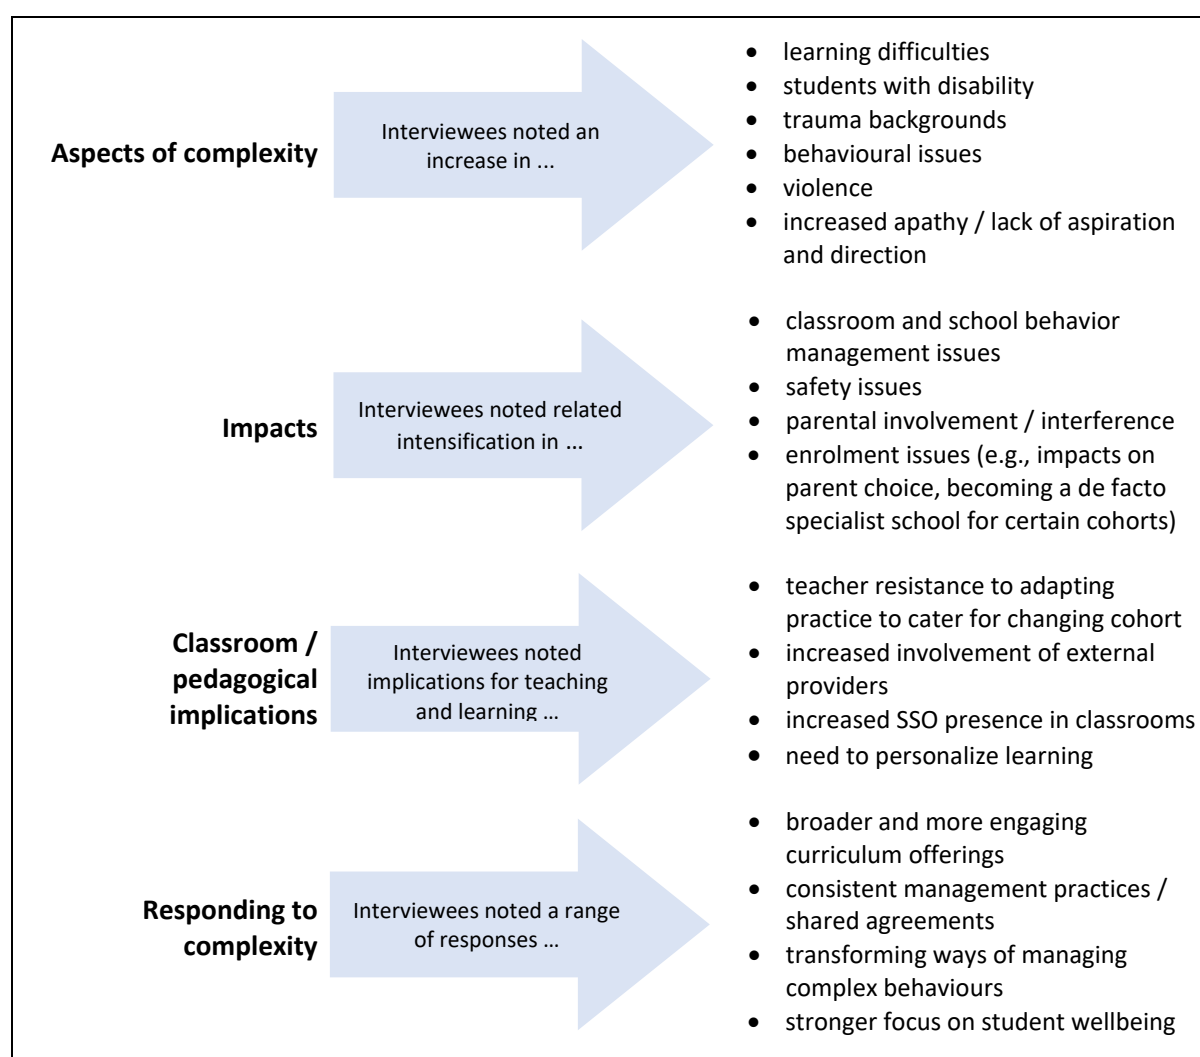 Aspects of complexity
Interviewees noted an
increase in ...
• learning difficulties
• students with disability
• trauma backgrounds
• behavioural issues
• violence
• increased apathy / lack of aspiration
and direction
Impacts
Interviewees noted related
intensification in ...
• classroom and school behavior
management issues
• safety issues
• parental involvement / interference
• enrolment issues (e.g., impacts on
parent choice, becoming a de facto
specialist school for certain cohorts)
Classroom /
pedagogical
implications
Interviewees noted
implications for teaching
and learning ...
• teacher resistance to adapting
practice to cater for changing cohort
• increased involvement of external
providers
• increased SSO presence in classrooms
• need to personalize learning
Responding to
complexity
Interviewees noted a range
of responses ...
• broader and more engaging
curriculum offerings
• consistent management practices /
shared agreements
• transforming ways of managing
complex behaviours
• stronger focus on student wellbeing